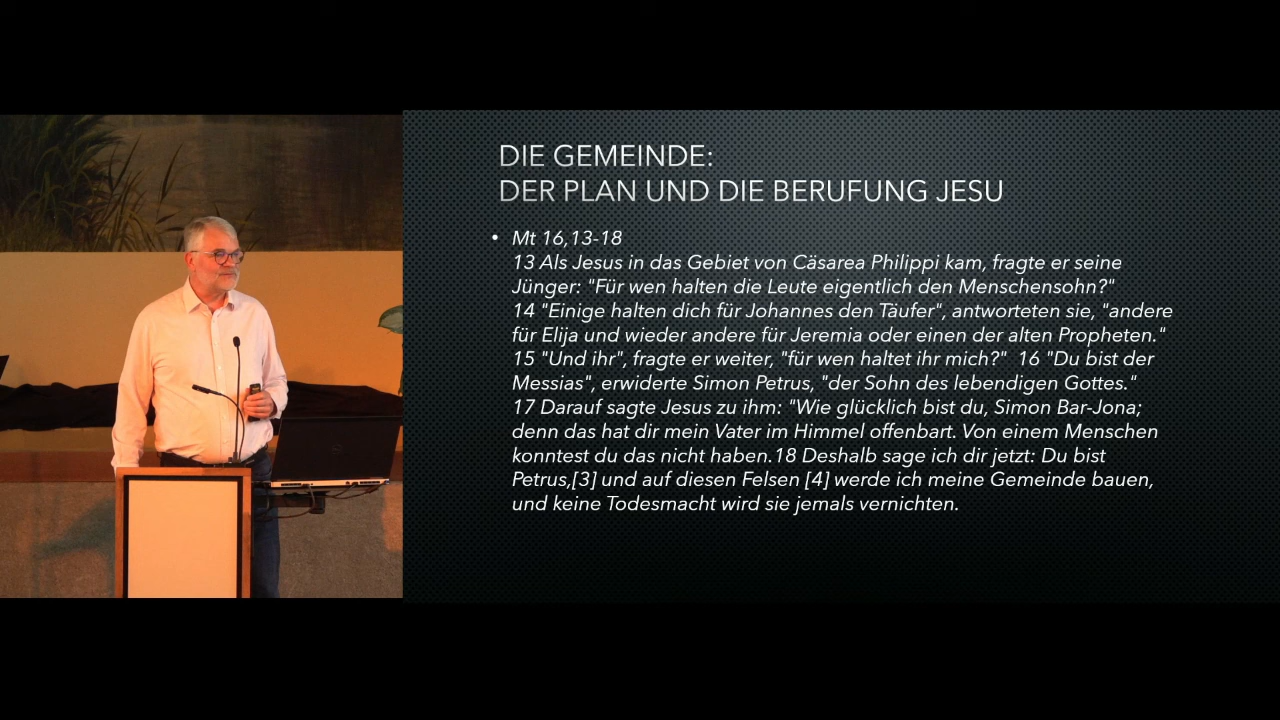 DIE GEMEINDE:
DER PLAN UND DIE BERUFUNG JESU
• Mt 16,13-18
13 Als Jesus in das Gebiet von Cäsarea Philippi kam, fragte er seine
Jünger: "Für wen halten die Leute eigentlich den Menschensohn?"
14 "Einige halten dich für Johannes den Täufer", antworteten sie, "andere
für Elija und wieder andere für Jeremia oder einen der alten Propheten."
15 "Und ihr", fragte er weiter, "für wen haltet ihr mich?"  16 "Du bist der
Messias", erwiderte Simon Petrus, "der Sohn des lebendigen Gottes."
17 Darauf sagte Jesus zu ihm: "Wie glücklich bist du, Simon Bar-Jona;
denn das hat dir mein Vater im Himmel offenbart. Von einem Menschen
konntest du das nicht haben.18 Deshalb sage ich dir jetzt: Du bist
Petrus,[3] und auf diesen Felsen [4] werde ich meine Gemeinde bauen,
und keine Todesmacht wird sie jemals vernichten.